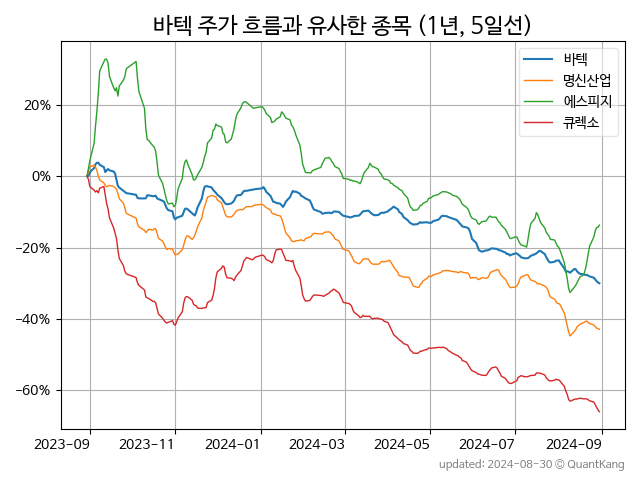 바텍 주가 흐름과 유사한 종목 (1년, 5일선)
바텍
명신산업
에스피지
큐렉소
20%
0%
−20%
−40%
−60%
2023-09 2023-11 2024-01 2024-03 2024-05 2024-07 2024-09
updated: 2024-08-30 © QuantKang